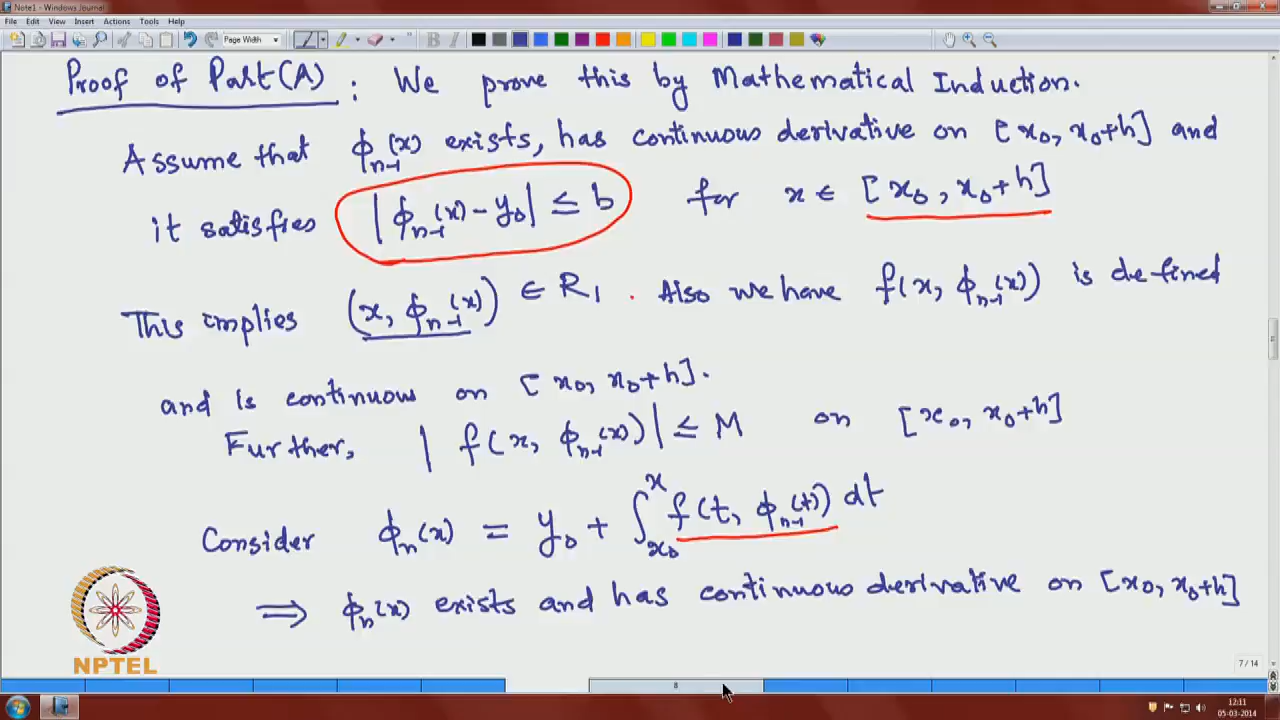 Note1 - Windows Journal
File Edit View Insert Actions Tools Help
Page Width
Proof of Part(A) : We prove this by Mathematical Induction.
Assume that ϕₙ₋₁(x) exists, has continuous derivative on [x₀, x₀+h] and
it satisfies |ϕₙ₋₁(x) - y₀| ≤ b for x ∈ [x₀, x₀+h]
This implies (x, ϕₙ₋₁(x)) ∈ R₁. Also we have f(x, ϕₙ₋₁(x)) is defined
and is continuous on [x₀, x₀+h].
Further, |f(x, ϕₙ₋₁(x))| ≤ M on [x₀, x₀+h]
Consider ϕₙ(x) = y₀ + ∫ₓ₀ˣ f(t, ϕₙ₋₁(t)) dt
⟹ ϕₙ(x) exists and has continuous derivative on [x₀, x₀+h]
NPTEL
7 / 14
8
12:11
05-03-2014